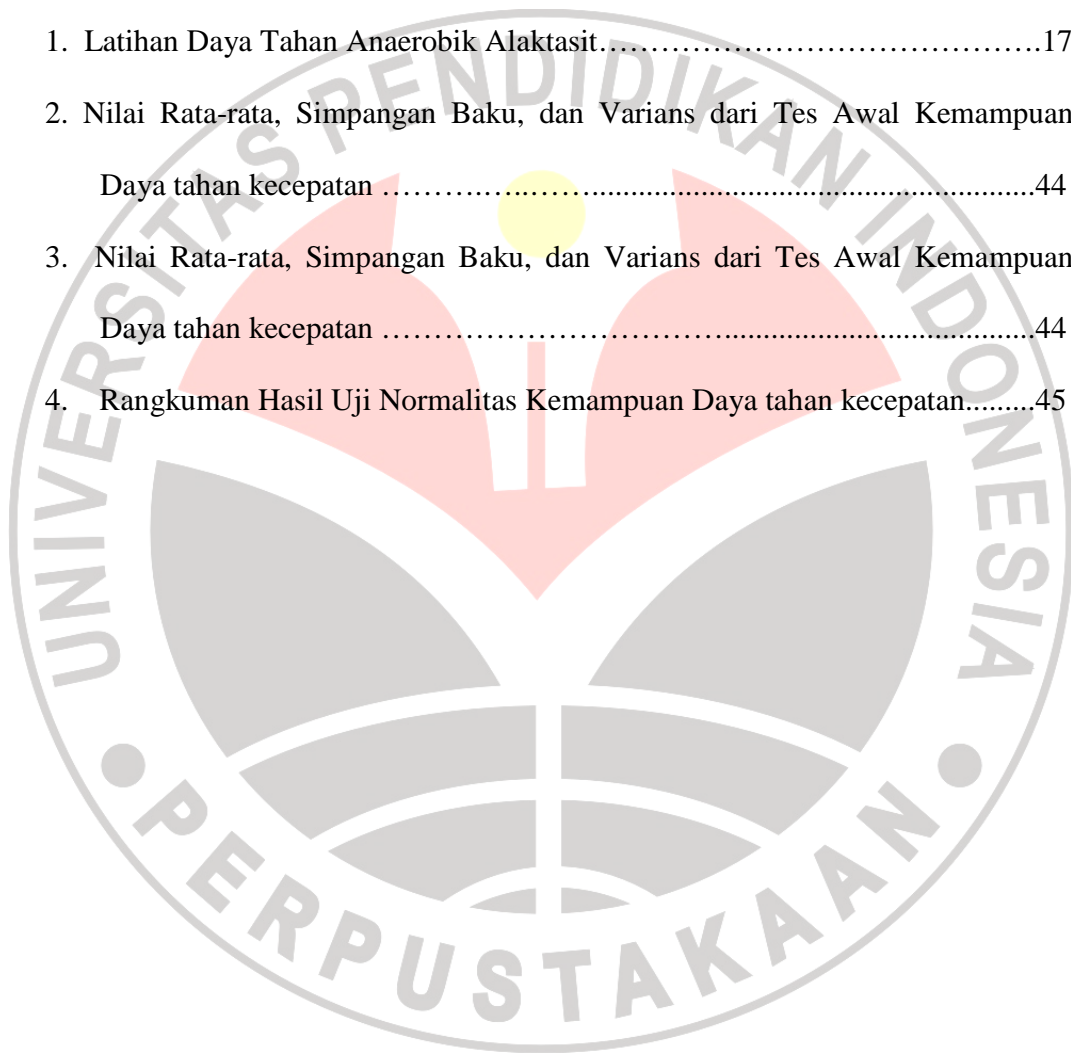 1. Latihan Daya Tahan Anaerobik Alaktasit…………………………………….17
2. Nilai Rata-rata, Simpangan Baku, dan Varians dari Tes Awal Kemampuan
Daya tahan kecepatan ……….…..……….......................................................................44
3. Nilai Rata-rata, Simpangan Baku, dan Varians dari Tes Awal Kemampuan
Daya tahan kecepatan ……………………………….......................................44
4. Rangkuman Hasil Uji Normalitas Kemampuan Daya tahan kecepatan.........45
UNIVERSITAS PENDIDIKAN INDONESIA
PERPUSTAKAAN